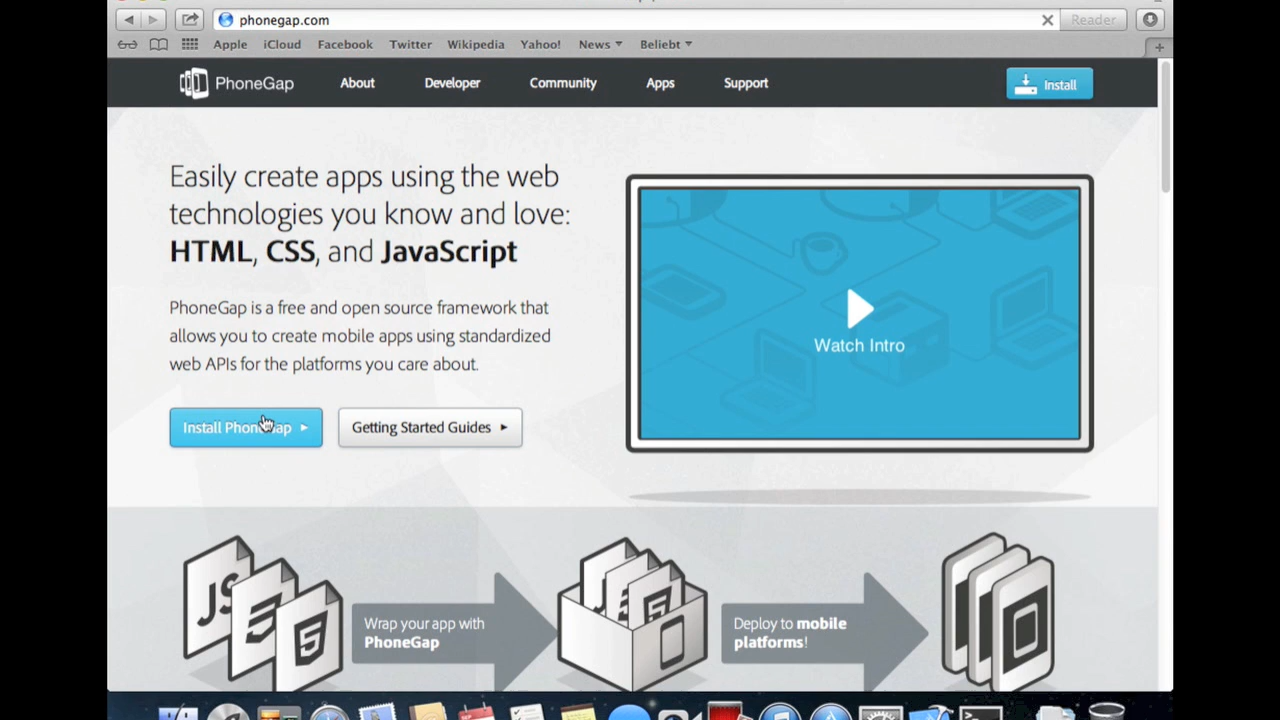 phonegap.com
Reader
Apple iCloud Facebook Twitter Wikipedia Yahoo! News Beliebt
PhoneGap About Developer Community Apps Support Install
Easily create apps using the web
technologies you know and love:
HTML, CSS, and JavaScript
PhoneGap is a free and open source framework that
allows you to create mobile apps using standardized
web APIs for the platforms you care about.
Install PhoneGap
Getting Started Guides
Watch Intro
JS
Wrap your app with
PhoneGap
Deploy to mobile
platforms!